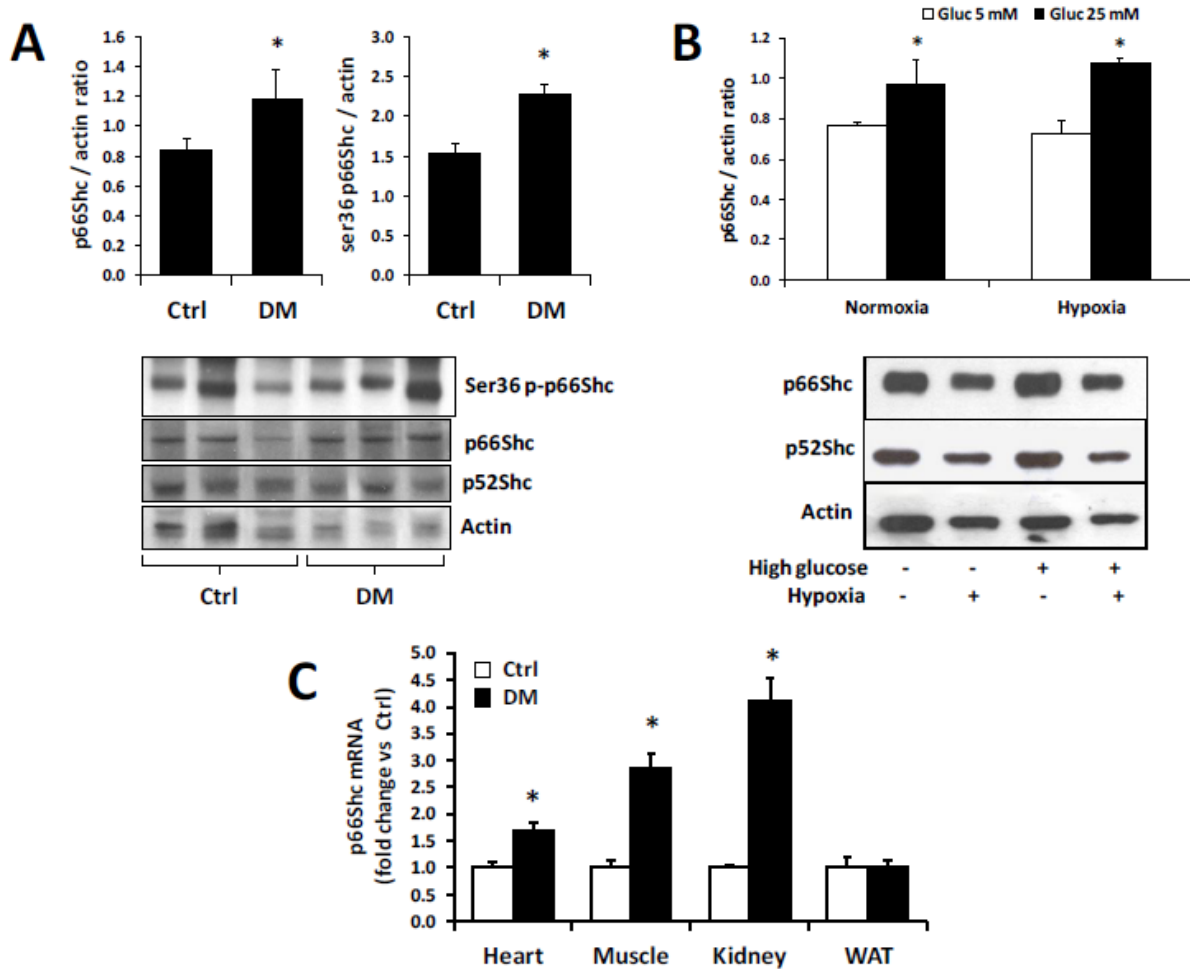 A
p66Shc / actin ratio
1.6
1.4
1.2
1.0
0.8
0.6
0.4
0.2
0.0
*
Ctrl DM
ser36 p66Shc / actin
3.0
2.5
2.0
1.5
1.0
0.5
0.0
*
Ctrl DM
Ser36 p-p66Shc
p66Shc
p52Shc
Actin
Ctrl DM
B
Gluc 5 mM Gluc 25 mM
p66Shc / actin ratio
1.2
1.0
0.8
0.6
0.4
0.2
0.0
* *
Normoxia Hypoxia
p66Shc
p52Shc
Actin
High glucose - - + +
Hypoxia - + - +
C
p66Shc mRNA
(fold change vs Ctrl)
5.0
4.5
4.0
3.5
3.0
2.5
2.0
1.5
1.0
0.5
0.0
Ctrl
DM
* * *
Heart Muscle Kidney WAT